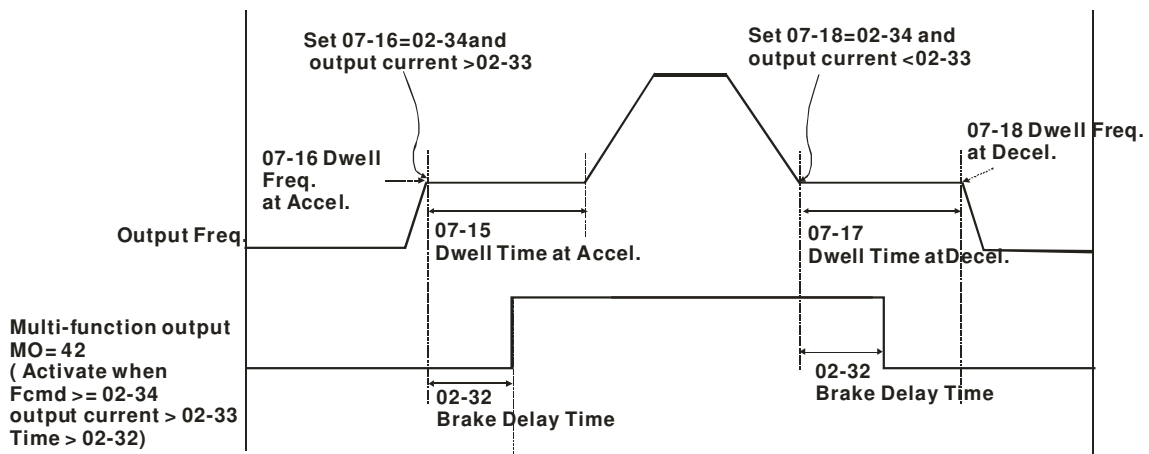 Set 07-16=02-34and
output current >02-33
Set 07-18=02-34 and
output current <02-33
07-16 Dwell
Freq.
at Accel.
07-18 Dwell Freq.
at Decel.
Output Freq.
07-15
Dwell Time at Accel.
07-17
Dwell Time atDecel.
Multi-function output
MO=42
( Activate when
Fcmd >= 02-34
output current > 02-33
Time > 02-32)
02-32
Brake Delay Time
02-32
Brake Delay Time